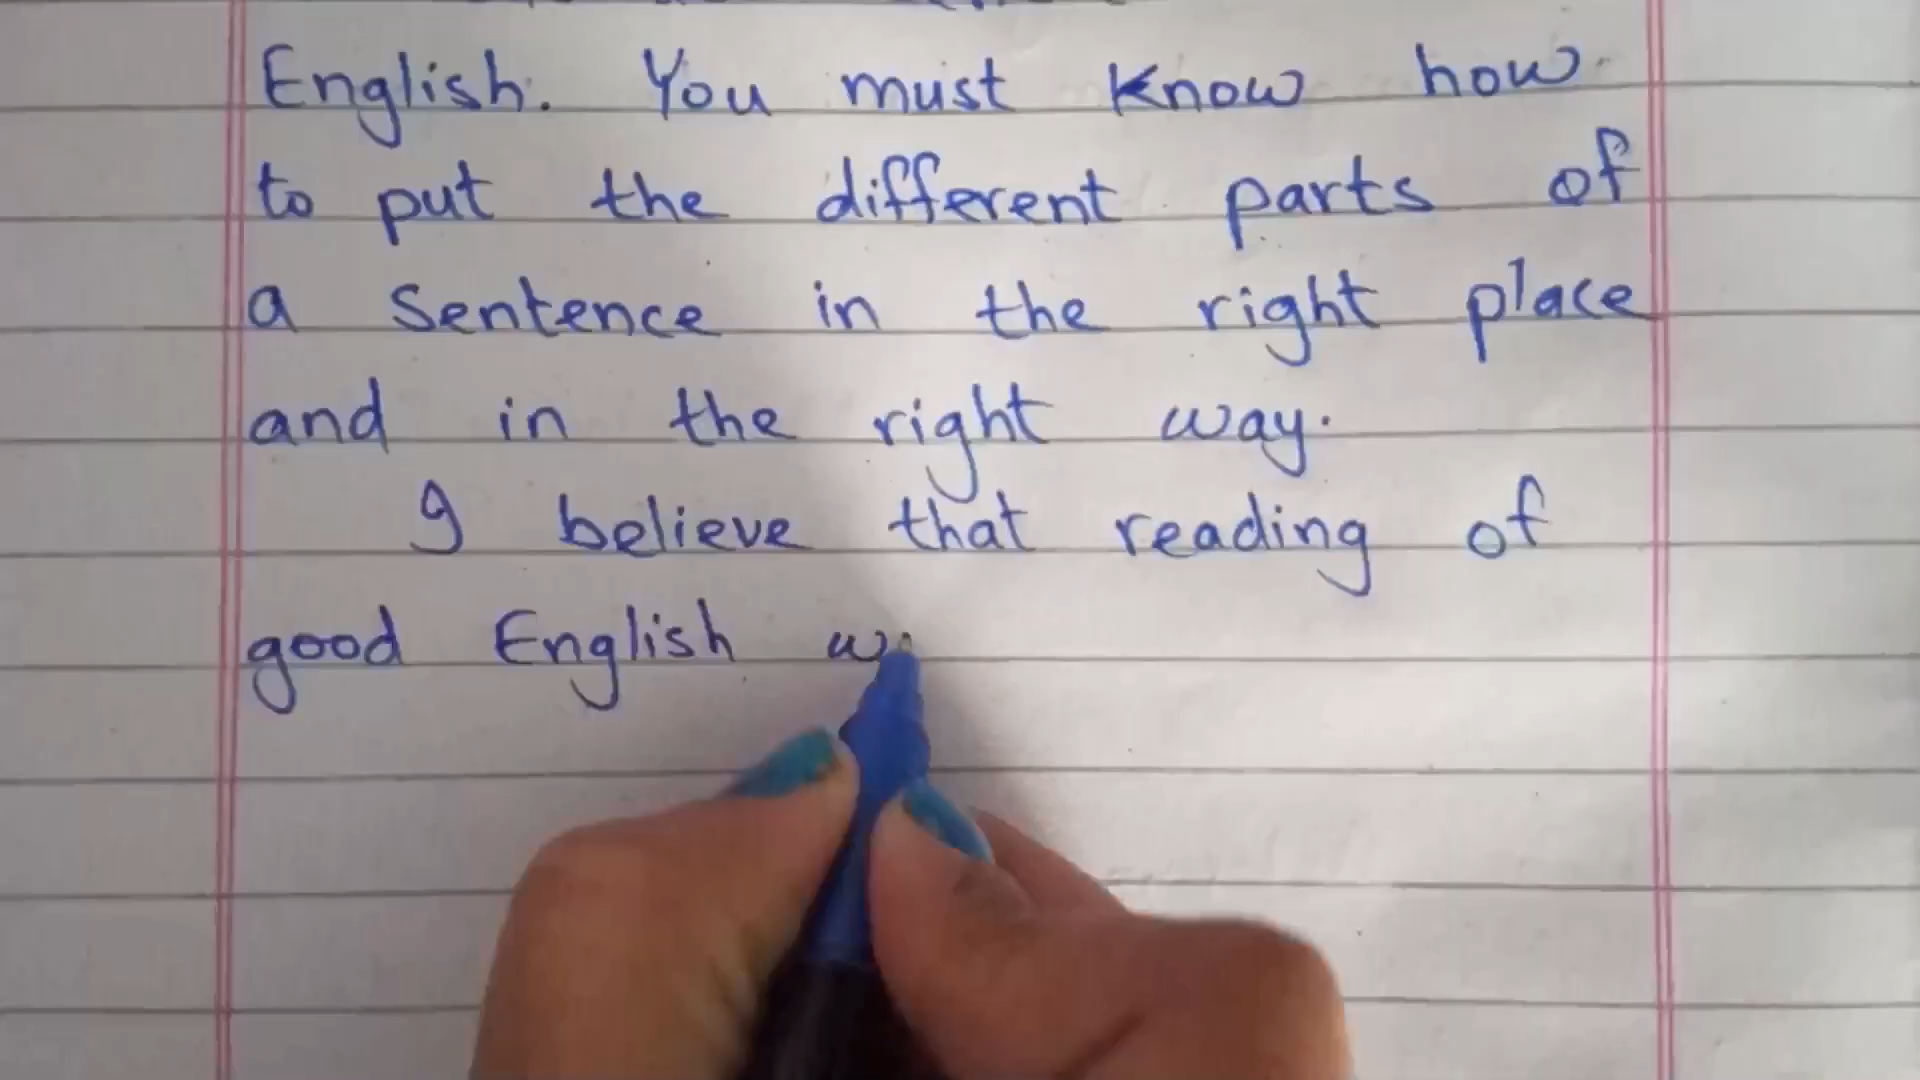 English. You must know how
to put the different parts of
a sentence in the right place
and in the right way.
I believe that reading of
good English